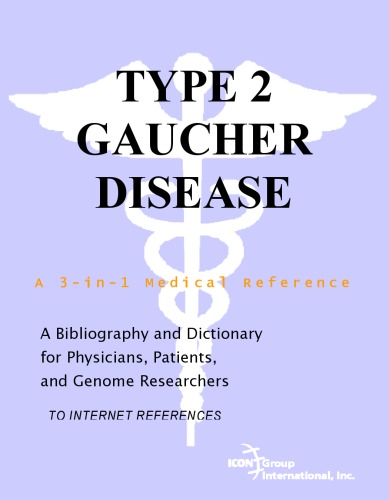 TYPE 2
GAUCHER
DISEASE
A 3-in-1 Medical Reference
A Bibliography and Dictionary
for Physicians, Patients,
and Genome Researchers
TO INTERNET REFERENCES
ICON Group
International, Inc.